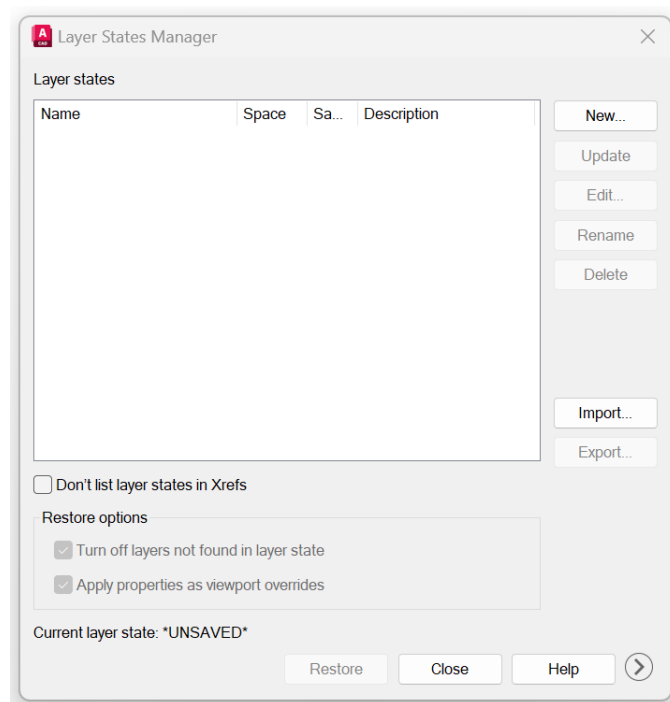 A
CAD
Layer States Manager
Layer states
Name Space Sa... Description
New...
Update
Edit...
Rename
Delete
Import...
Export...
Don't list layer states in Xrefs
Restore options
Turn off layers not found in layer state
Apply properties as viewport overrides
Current layer state: *UNSAVED*
Restore Close Help